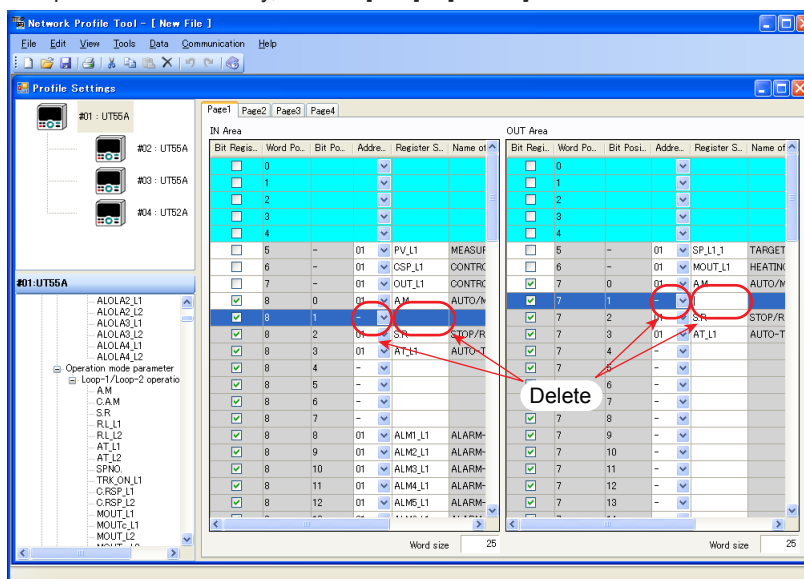 Network Profile Tool - [ New File ]
File Edit View Tools Data Communication Help
Profile Settings
#01 : UT55A
#02 : UT55A
#03 : UT55A
#04 : UT52A
#01:UT55A
ALOLA2_L1
ALOLA2_L2
ALOLA3_L1
ALOLA3_L2
ALOLA4_L1
ALOLA4_L2
Operation mode parameter
Loop-1/Loop-2 operatio
A.M
C.A.M
S.R
R.L_L1
R.L_L2
AT_L1
AT_L2
SPNO.
TRK_ON_L1
C.RSP_L1
C.RSP_L2
MOUT_L1
MOUTc_L1
MOUT_L2
Page1 Page2 Page3 Page4
IN Area
Bit Regis... Word Po... Bit Po... Addre... Register S... Name of
0
1
2
3
4
5 - 01 PV_L1 MEASUF
6 - 01 CSP_L1 CONTRC
7 - 01 OUT_L1 CONTRC
8 0 01 A.M AUTO/M
8 1 -
8 2 01 S.R STOP/R
8 3 01 AT_L1 AUTO-T
8 4 -
8 5 -
8 6 -
8 7 -
8 8 01 ALM1_L1 ALARM-
8 9 01 ALM2_L1 ALARM-
8 10 01 ALM3_L1 ALARM-
8 11 01 ALM4_L1 ALARM-
8 12 01 ALM5_L1 ALARM-
Word size 25
OUT Area
Bit Regi... Word Po... Bit Posi... Addre... Register S... Name of
0
1
2
3
4
5 - 01 SP_L1_1 TARGET
6 - 01 MOUT_L1 HEATIN(
7 0 01 A.M AUTO/M
7 1 -
7 2 01 S.R STOP/R
7 3 01 AT_L1 AUTO-T
7 4 -
7 5 -
6 -
7 7 -
7 8 -
7 9 -
7 10 -
7 11 -
7 12 -
7 13 -
Word size 25
Delete